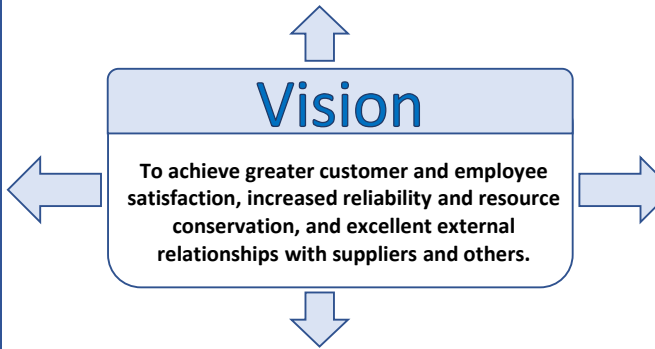 Vision
To achieve greater customer and employee
satisfaction, increased reliability and resource
conservation, and excellent external
relationships with suppliers and others.